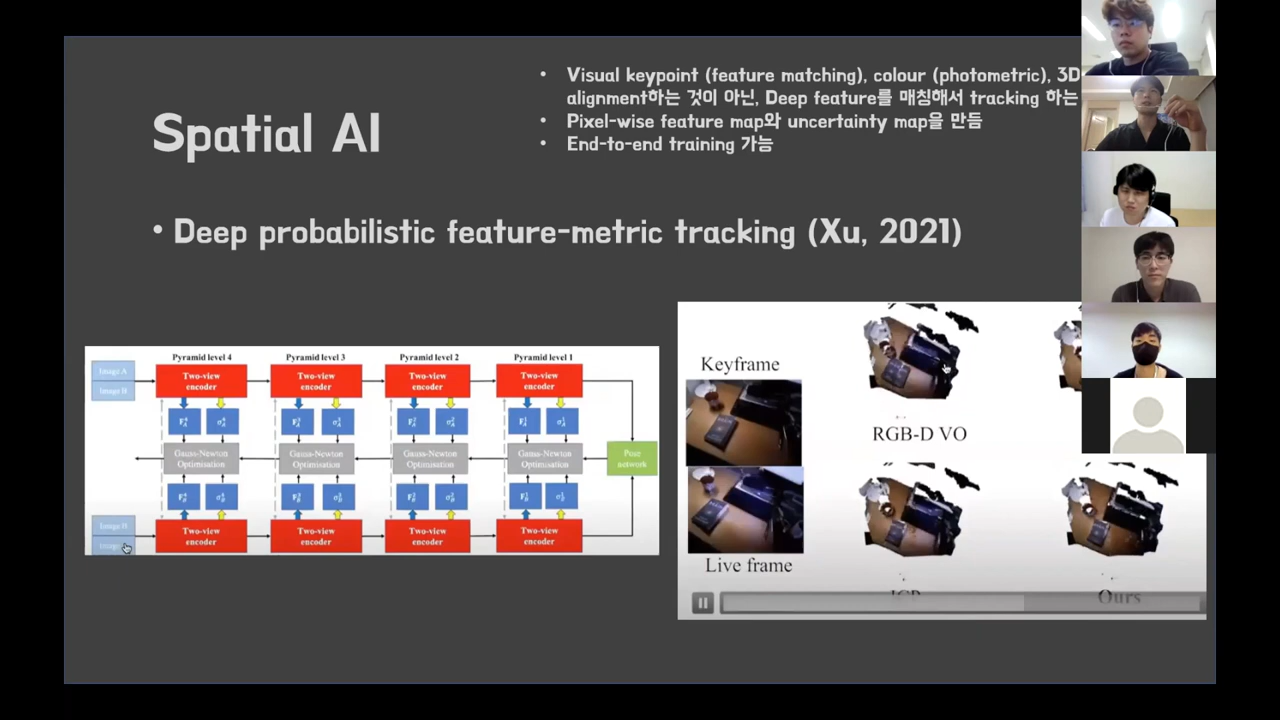 Visual keypoint (feature matching), colour (photometric), 3D
alignment하는 것이 아닌, Deep feature를 매칭해서 tracking 하는
Pixel-wise feature map와 uncertainty map을 만듬
End-to-end training 가능
Spatial AI
Deep probabilistic feature-metric tracking (Xu, 2021)
Pyramid level 4 Pyramid level 3 Pyramid level 2 Pyramid level 1
Image A
Image B
Two-view encoder Two-view encoder Two-view encoder Two-view encoder
Gauss-Newton Optimisation Gauss-Newton Optimisation Gauss-Newton Optimisation Gauss-Newton Optimisation
Pose network
Image B
Image
Two-view encoder Two-view encoder Two-view encoder Two-view encoder
Keyframe
RGB-D VO
Live frame
ICP
Ours